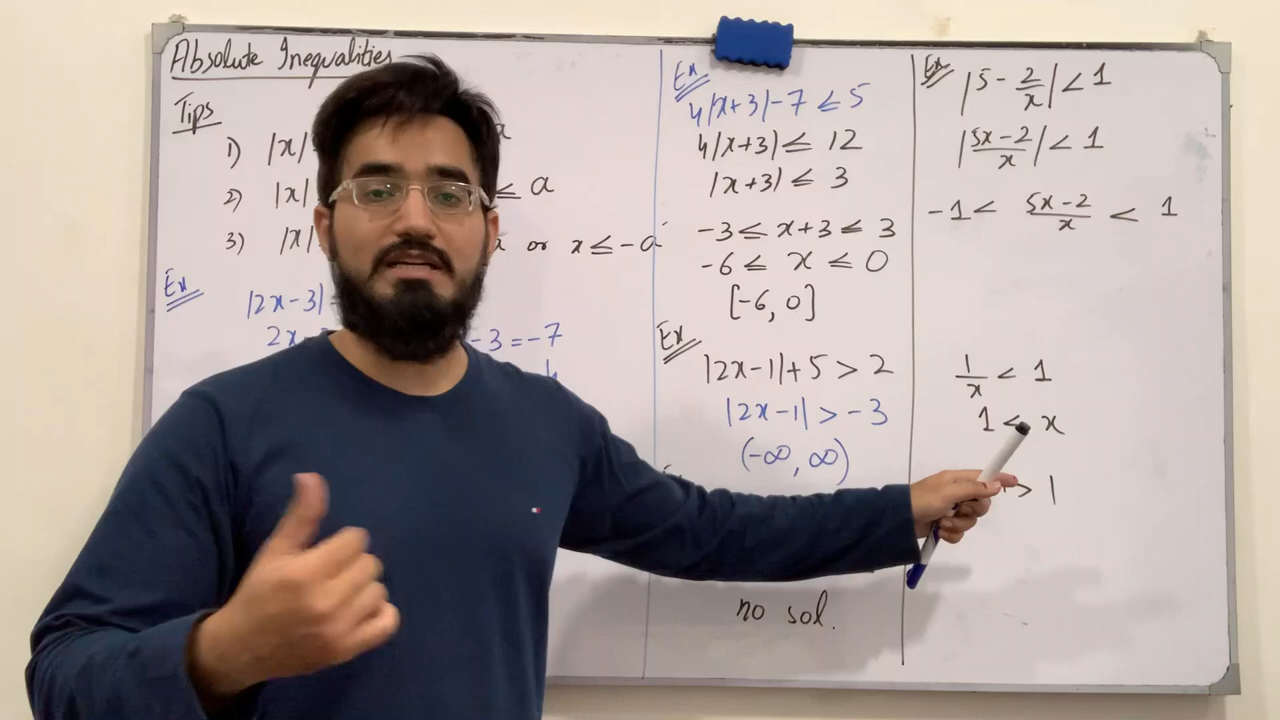 Absolute Inequalities
Tips
1) |x|
2) |x| ≤ a
3) |x| or x ≤ -a
Ex
|2x-3|
2x -3 = -7
Ex
4|x+3|-7 ≤ 5
4|x+3| ≤ 12
|x+3| ≤ 3
-3 ≤ x+3 ≤ 3
-6 ≤ x ≤ 0
[-6, 0]
Ex
|2x-1|+5 > 2
|2x-1| > -3
(-∞, ∞)
no sol.
Ex
|5 - 2/x| < 1
|5x-2/x| < 1
-1 < 5x-2/x < 1
1/x < 1
1 < x
> 1